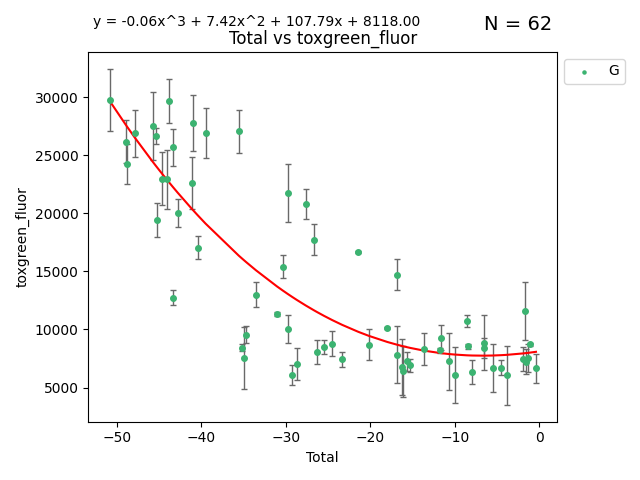 y = -0.06x^3 + 7.42x^2 + 107.79x + 8118.00
N = 62
Total vs toxgreen_fluor
G
30000
25000
20000
15000
10000
5000
toxgreen_fluor
−50 −40 −30 −20 −10 0
Total